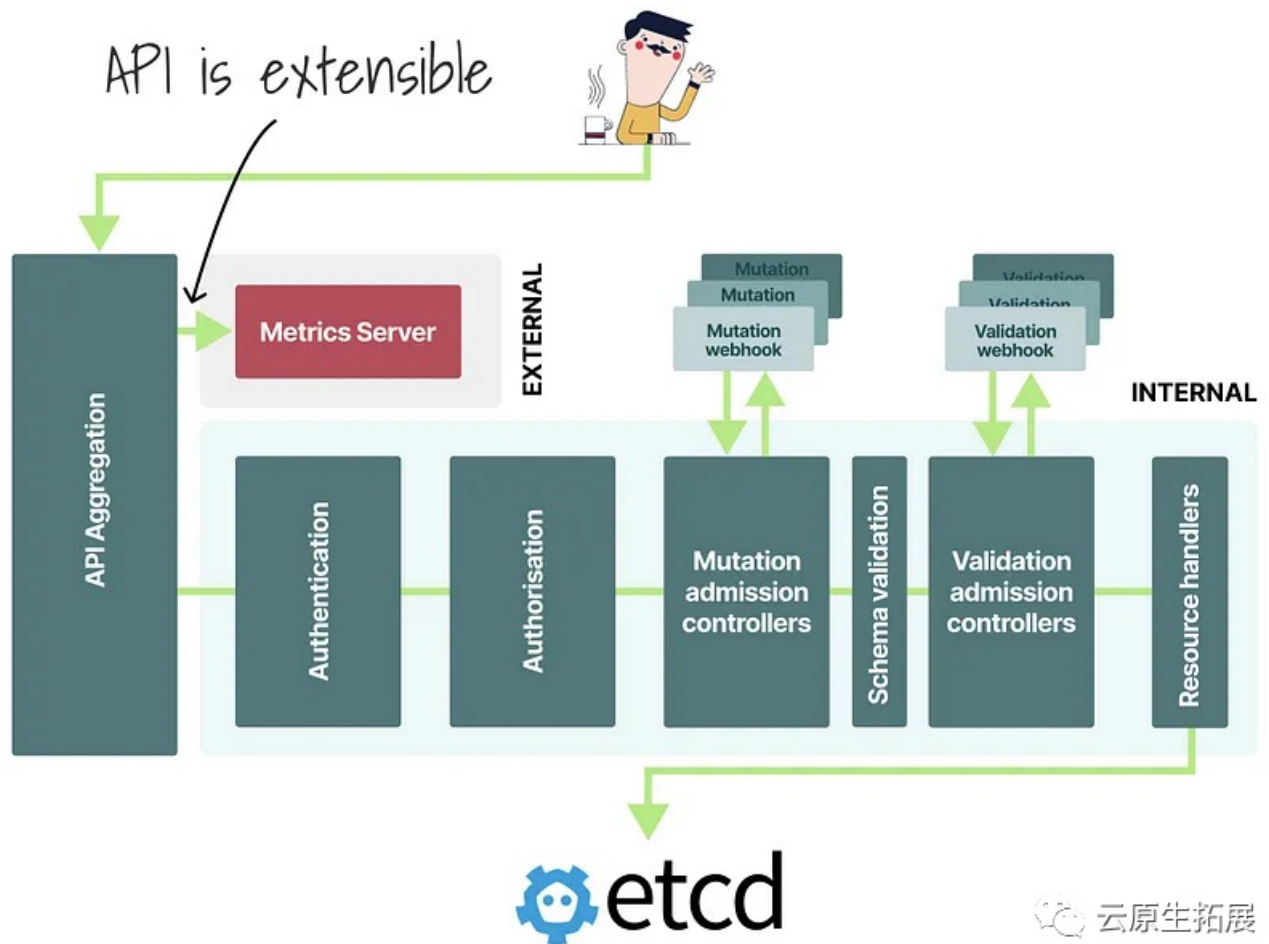 API is extensible
Metrics Server
EXTERNAL
Mutation
Mutation
Mutation
webhook
Validation
Validation
Validation
webhook
INTERNAL
API Aggregation
Authentication
Authorisation
Mutation
admission
controllers
Schema validation
Validation
admission
controllers
Resource handlers
etcd
云原生拓展